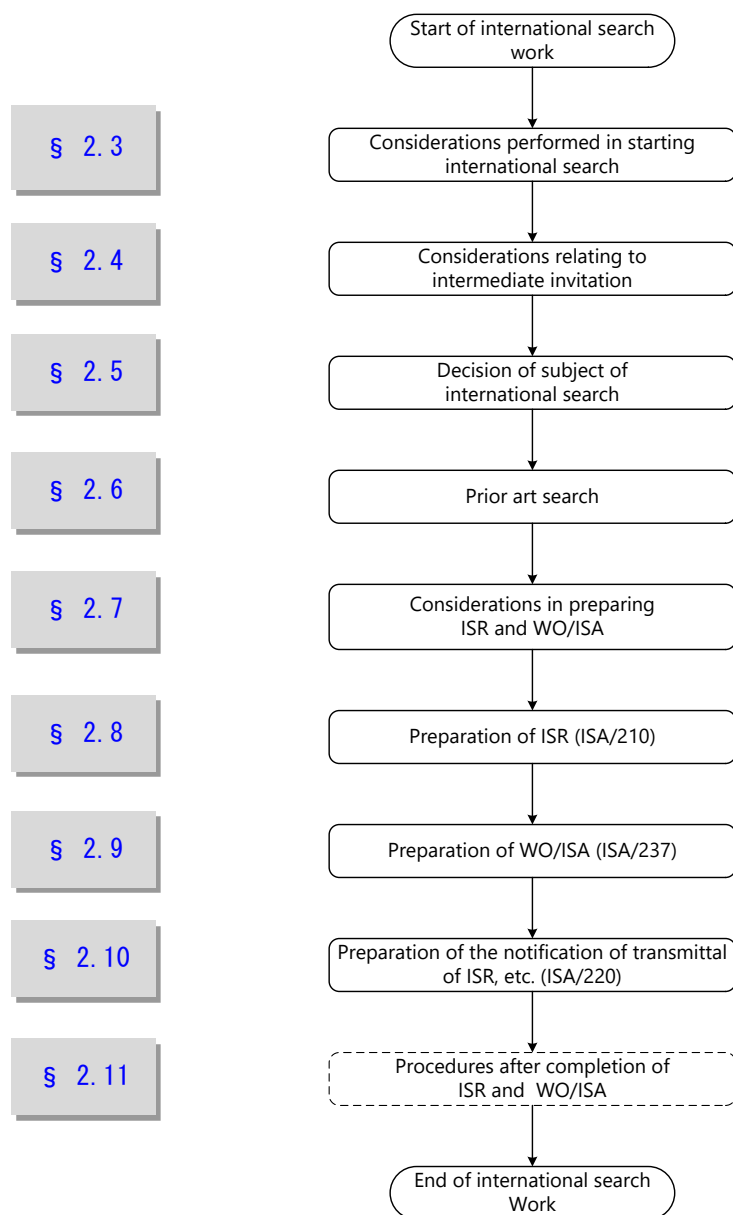 Start of international search
work
§ 2.3
Considerations performed in starting
international search
§ 2.4
Considerations relating to
intermediate invitation
§ 2.5
Decision of subject of
international search
§ 2.6
Prior art search
§ 2.7
Considerations in preparing
ISR and WO/ISA
§ 2.8
Preparation of ISR (ISA/210)
§ 2.9
Preparation of WO/ISA (ISA/237)
§ 2.10
Preparation of the notification of transmittal
of ISR, etc. (ISA/220)
§ 2.11
Procedures after completion of
ISR and WO/ISA
End of international search
Work